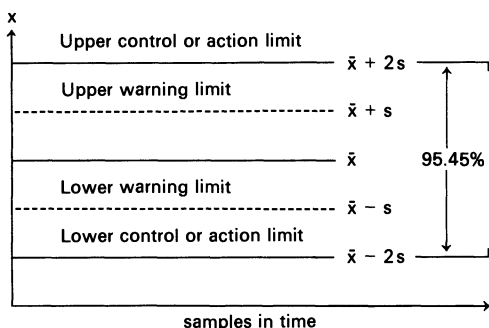 x
Upper control or action limit
x̄ + 2s
Upper warning limit
x̄ + s
x̄
95.45%
Lower warning limit
x̄ − s
Lower control or action limit
x̄ − 2s
samples in time